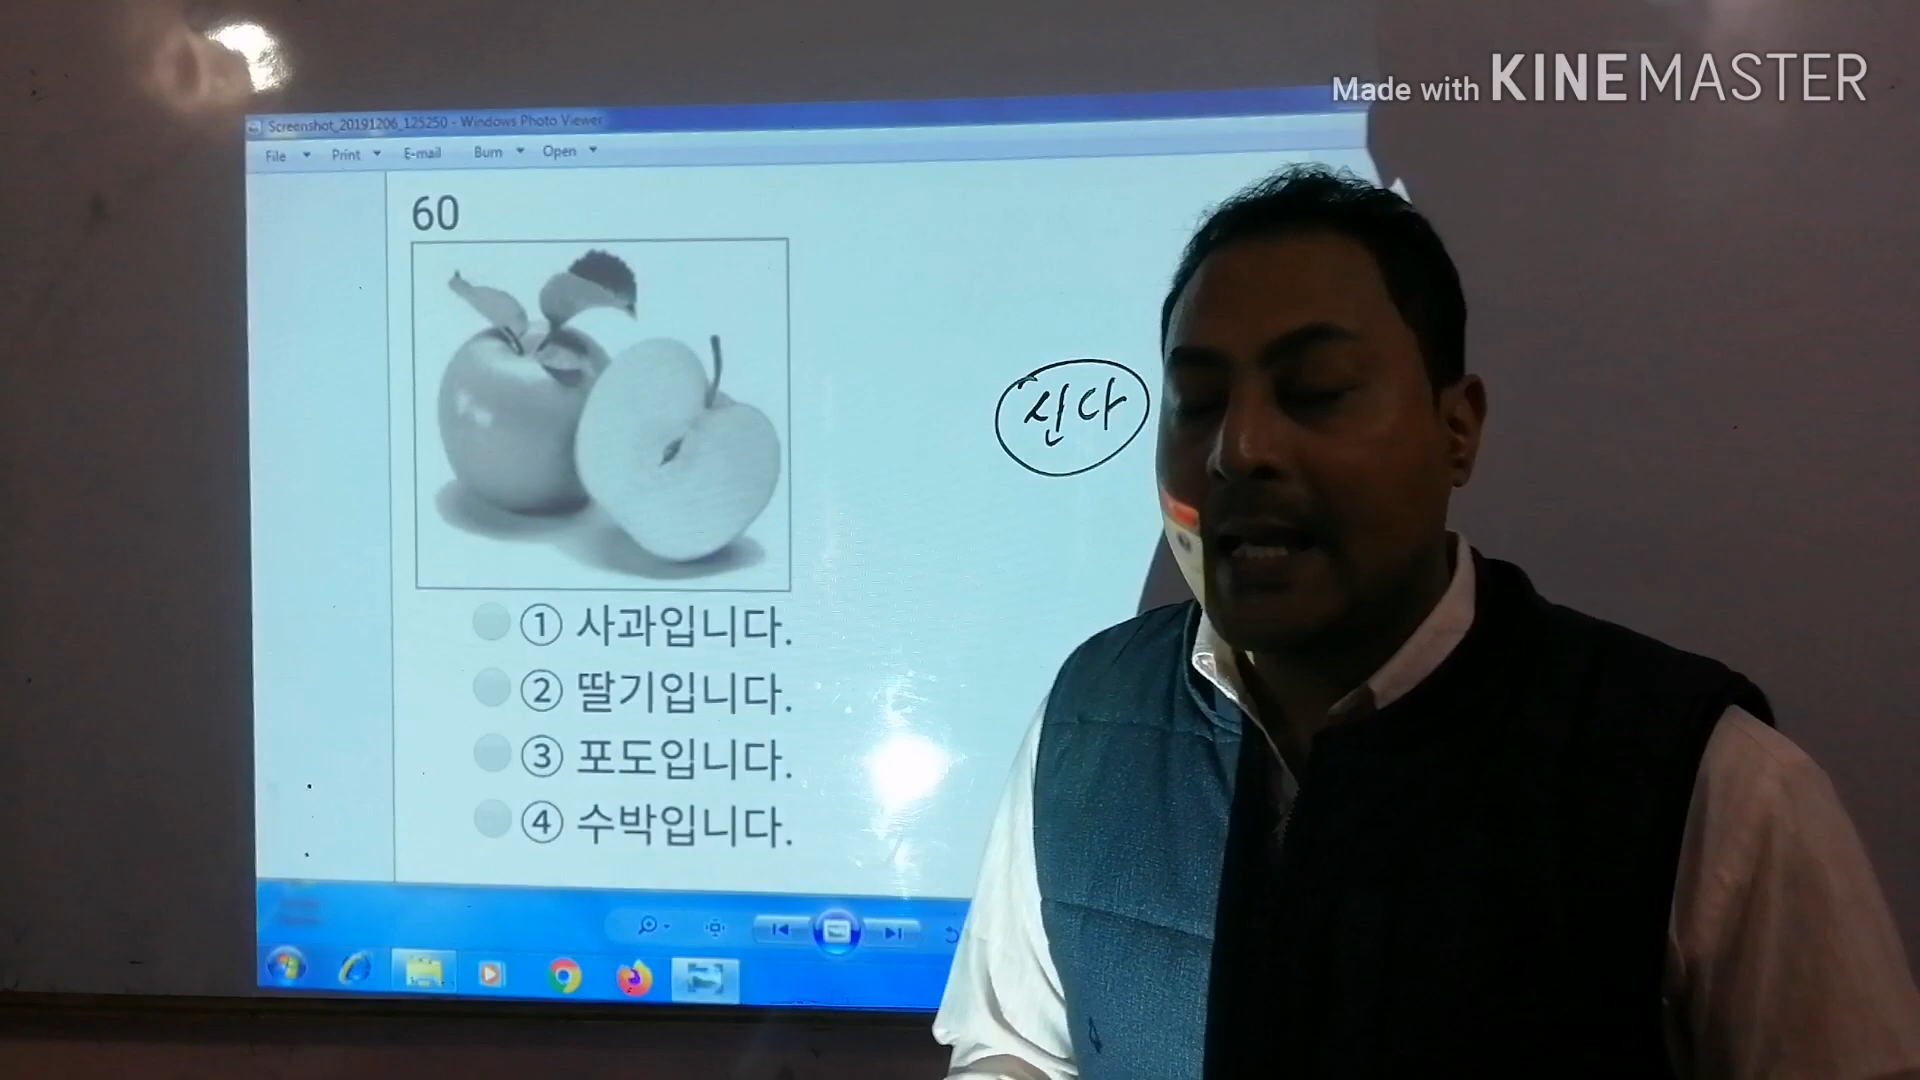 Made with KINEMASTER
Screenshot_20191206_125250 - Windows Photo Viewer
File Print E-mail Burn Open
60
신다
① 사과입니다.
② 딸기입니다.
③ 포도입니다.
④ 수박입니다.